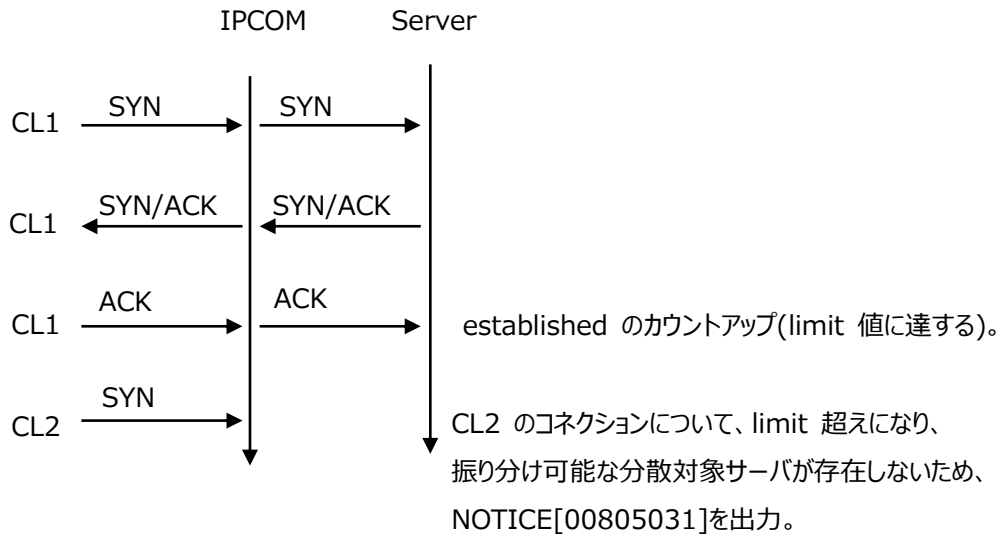 IPCOM Server
SYN SYN
CL1
SYN/ACK SYN/ACK
CL1
ACK ACK
CL1 established のカウントアップ(limit 値に達する)。
SYN
CL2 CL2 のコネクションについて、limit 超えになり、
振り分け可能な分散対象サーバが存在しないため、
NOTICE[00805031]を出力。